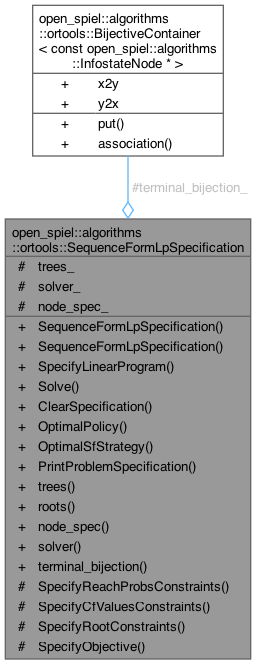 open_spiel::algorithms
::ortools::BijectiveContainer
< const open_spiel::algorithms
::InfostateNode * >
+ x2y
+ y2x
+ put()
+ association()
#terminal_bijection_
open_spiel::algorithms
::ortools::SequenceFormLpSpecification
# trees_
# solver_
# node_spec_
+ SequenceFormLpSpecification()
+ SequenceFormLpSpecification()
+ SpecifyLinearProgram()
+ Solve()
+ ClearSpecification()
+ OptimalPolicy()
+ OptimalSfStrategy()
+ PrintProblemSpecification()
+ trees()
+ roots()
+ node_spec()
+ solver()
+ terminal_bijection()
# SpecifyReachProbsConstraints()
# SpecifyCfValuesConstraints()
# SpecifyRootConstraints()
# SpecifyObjective()